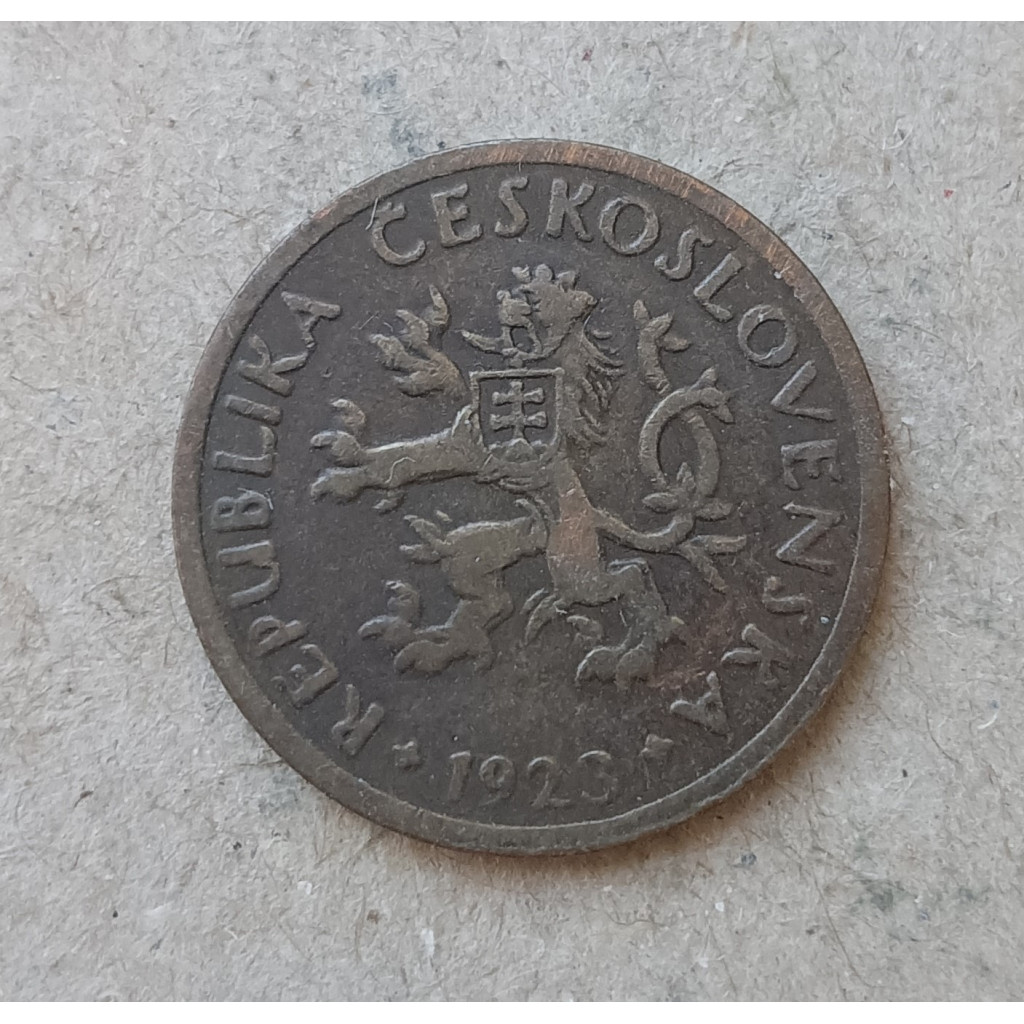 REPUBLIKA ČESKOSLOVENSKÁ
* 1923 *